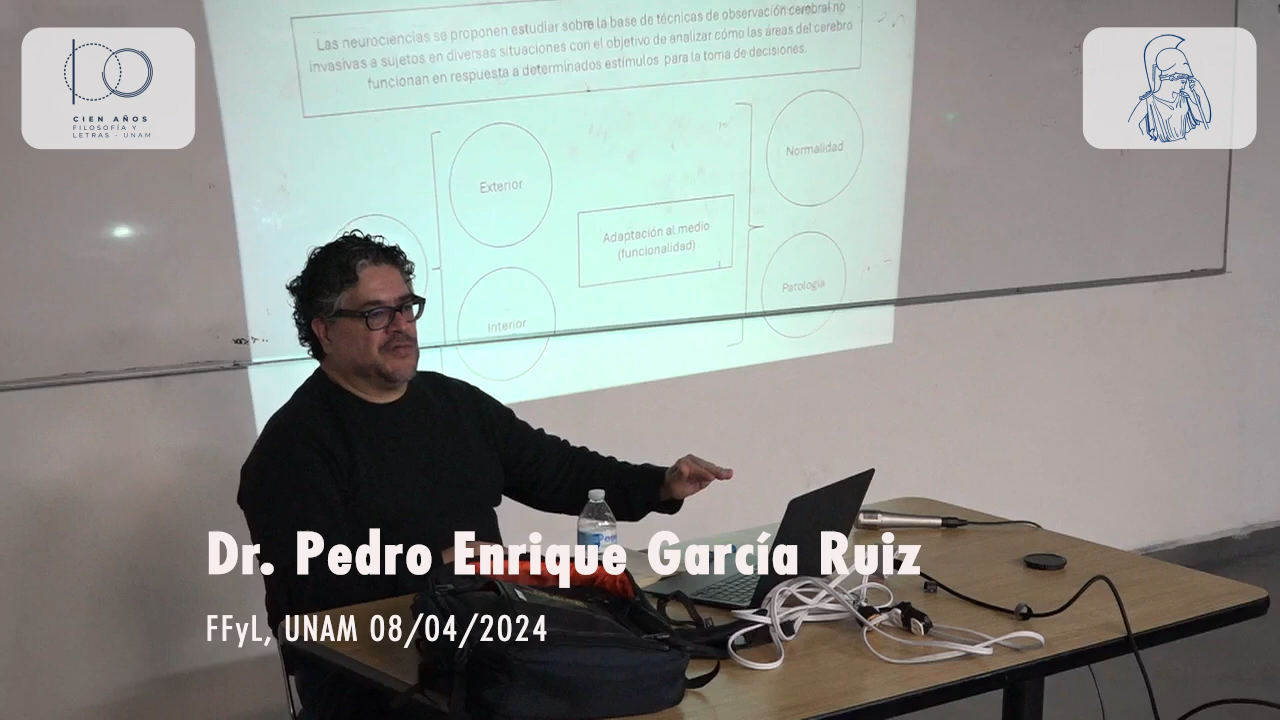 Las neurociencias se proponen estudiar sobre la base de técnicas de observación cerebral no
invasivas a sujetos en diversas situaciones con el objetivo de analizar cómo las áreas del cerebro
funcionan en respuesta a determinados estímulos para la toma de decisiones.
CIEN AÑOS
FILOSOFÍA Y
LETRAS - UNAM
Exterior
Normalidad
Adaptación al medio
(funcionalidad)
Interior
Patología
Dr. Pedro Enrique García Ruiz
FFyL, UNAM 08/04/2024